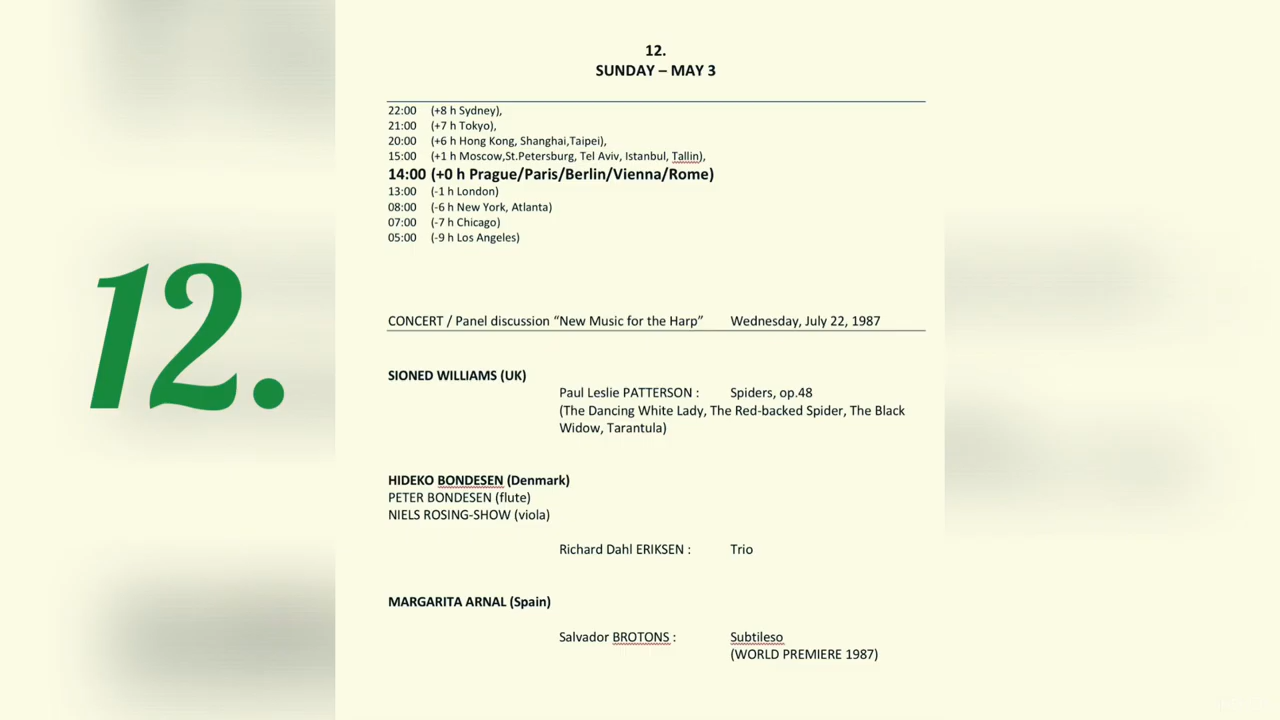 12.
SUNDAY – MAY 3
22:00 (+8 h Sydney),
21:00 (+7 h Tokyo),
20:00 (+6 h Hong Kong, Shanghai,Taipei),
15:00 (+1 h Moscow,St.Petersburg, Tel Aviv, Istanbul, Tallin),
14:00 (+0 h Prague/Paris/Berlin/Vienna/Rome)
13:00 (-1 h London)
08:00 (-6 h New York, Atlanta)
07:00 (-7 h Chicago)
05:00 (-9 h Los Angeles)
12.
CONCERT / Panel discussion “New Music for the Harp” Wednesday, July 22, 1987
SIONED WILLIAMS (UK)
Paul Leslie PATTERSON : Spiders, op.48
(The Dancing White Lady, The Red-backed Spider, The Black
Widow, Tarantula)
HIDEKO BONDESEN (Denmark)
PETER BONDESEN (flute)
NIELS ROSING-SHOW (viola)
Richard Dahl ERIKSEN : Trio
MARGARITA ARNAL (Spain)
Salvador BROTONS : Subtileso
(WORLD PREMIERE 1987)